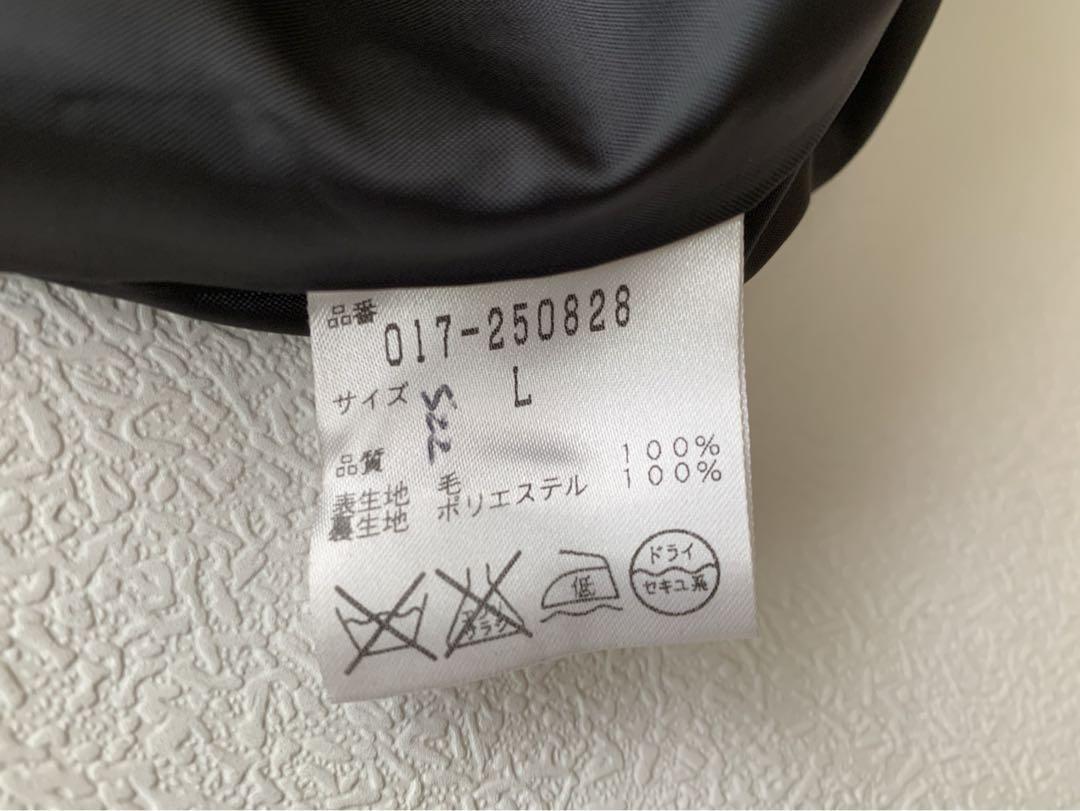 品番
017-250828
サイズ L
品質
表生地 毛 100%
裏生地 ポリエステル 100%
低
ドライ
セキユ系